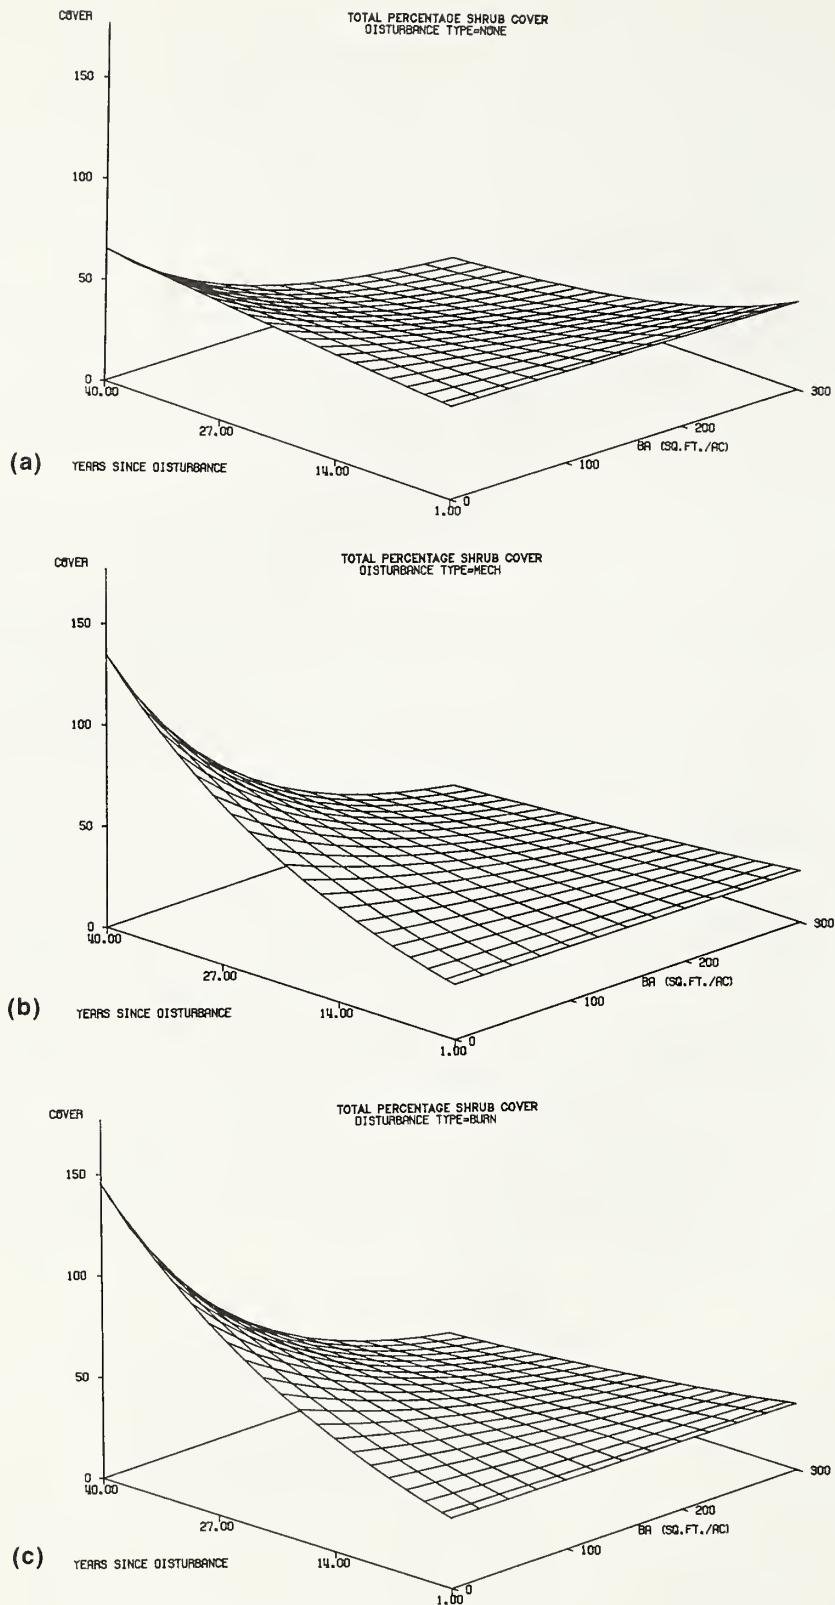 COVER
TOTAL PERCENTAGE SHRUB COVER
DISTURBANCE TYPE=NONE
150
100
50
0
40.00
27.00
14.00
1.00
0
100
200
300
BA (SQ.FT./AC)
(a) YEARS SINCE DISTURBANCE
COVER
TOTAL PERCENTAGE SHRUB COVER
DISTURBANCE TYPE=MECH
150
100
50
0
40.00
27.00
14.00
1.00
0
100
200
300
BA (SQ.FT./AC)
(b) YEARS SINCE DISTURBANCE
COVER
TOTAL PERCENTAGE SHRUB COVER
DISTURBANCE TYPE=BURN
150
100
50
0
40.00
27.00
14.00
1.00
0
100
200
300
BA (SQ.FT./AC)
(c) YEARS SINCE DISTURBANCE